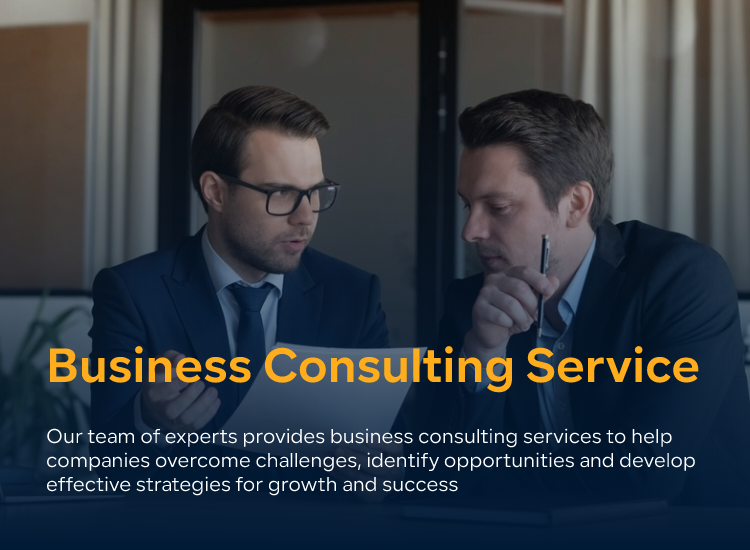 Business Consulting Service
Our team of experts provides business consulting services to help
companies overcome challenges, identify opportunities and develop
effective strategies for growth and success